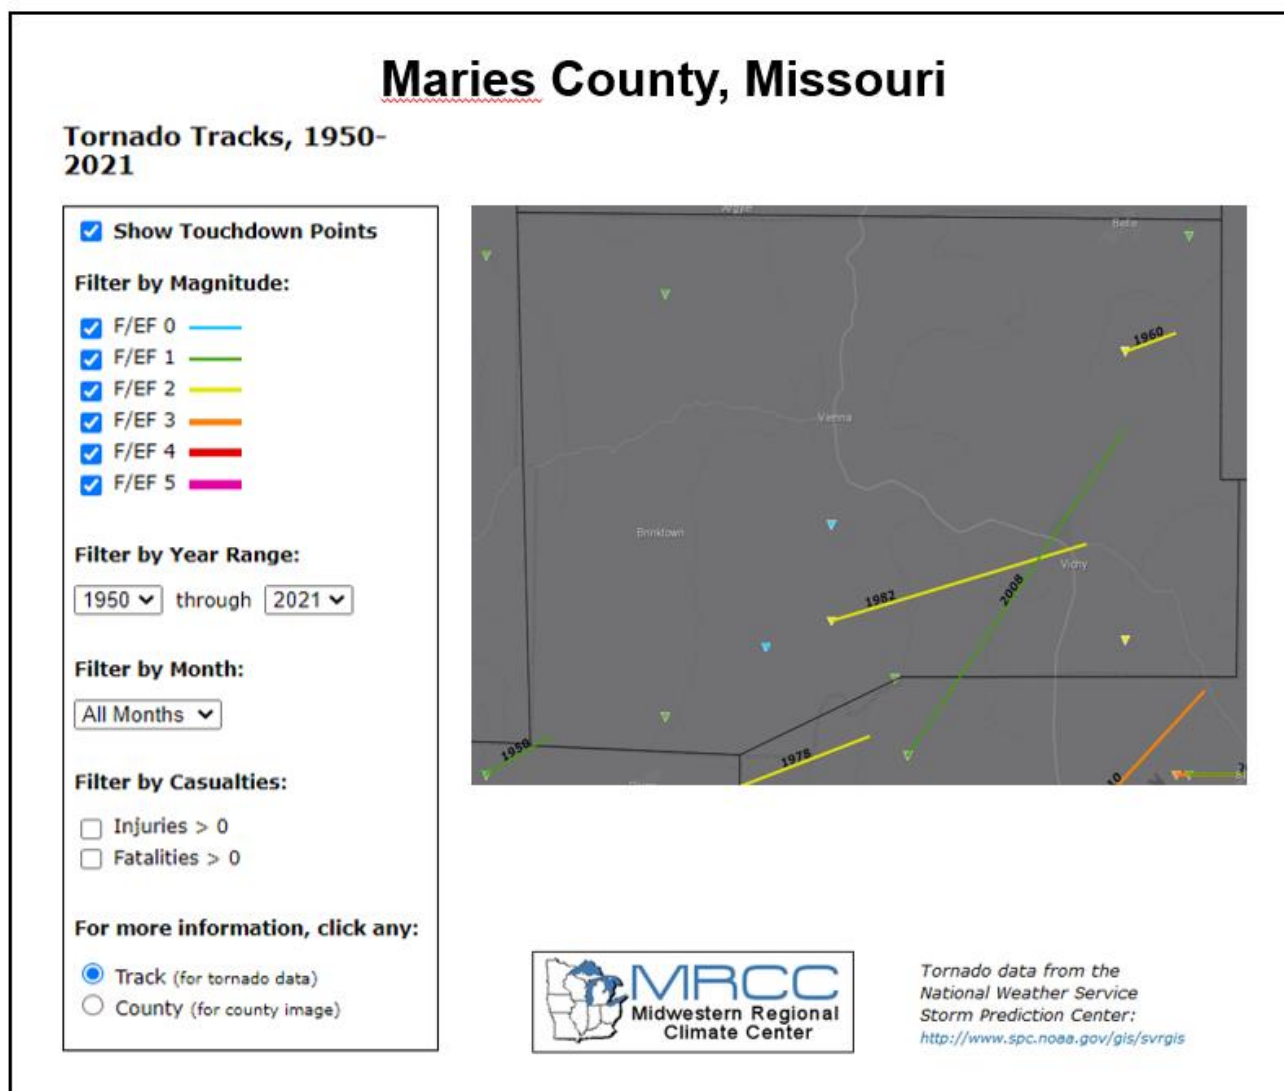 Maries County, Missouri
Tornado Tracks, 1950-
2021
Show Touchdown Points
Filter by Magnitude:
F/EF 0
F/EF 1
F/EF 2
F/EF 3
F/EF 4
F/EF 5
Filter by Year Range:
1950 through 2021
Filter by Month:
All Months
Filter by Casualties:
Injuries > 0
Fatalities > 0
For more information, click any:
Track (for tornado data)
County (for county image)
Argyle
Belle
1960
Vienna
Brinktown
Vichy
1982
2008
1978
10
MRCC
Midwestern Regional
Climate Center
Tornado data from the
National Weather Service
Storm Prediction Center:
http://www.spc.noaa.gov/gis/svrgis